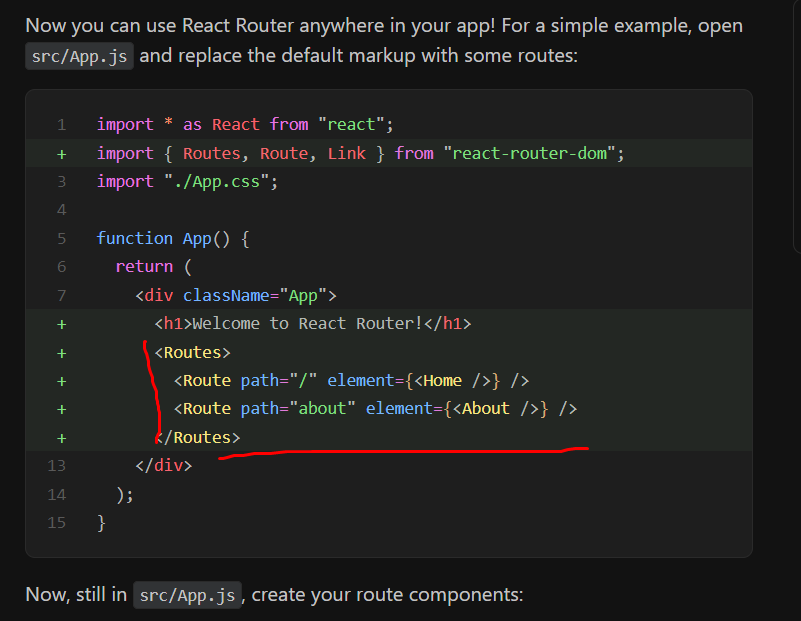 Now you can use React Router anywhere in your app! For a simple example, open
src/App.js and replace the default markup with some routes:
1 import * as React from "react";
+ import { Routes, Route, Link } from "react-router-dom";
3 import "./App.css";
4
5 function App() {
6   return (
7     <div className="App">
+       <h1>Welcome to React Router!</h1>
+       <Routes>
+         <Route path="/" element={<Home />} />
+         <Route path="about" element={<About />} />
+       </Routes>
13     </div>
14   );
15 }
Now, still in src/App.js, create your route components: